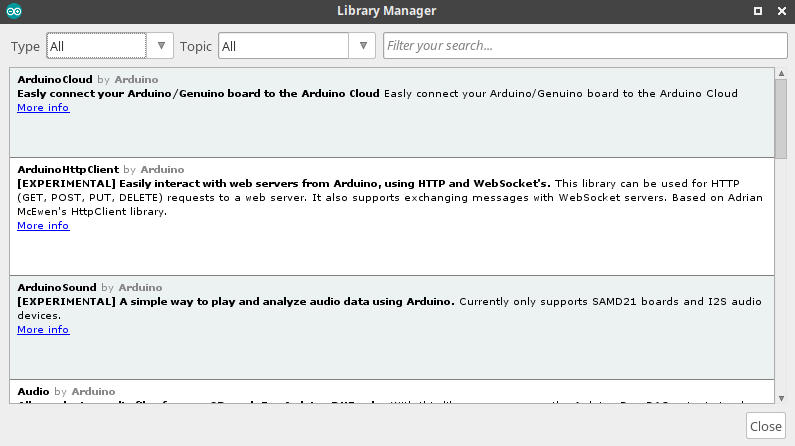 Library Manager
Type All Topic All Filter your search...
ArduinoCloud by Arduino
Easly connect your Arduino/Genuino board to the Arduino Cloud Easly connect your Arduino/Genuino board to the Arduino Cloud
More info
ArduinoHttpClient by Arduino
[EXPERIMENTAL] Easily interact with web servers from Arduino, using HTTP and WebSocket's. This library can be used for HTTP
(GET, POST, PUT, DELETE) requests to a web server. It also supports exchanging messages with WebSocket servers. Based on Adrian
McEwen's HttpClient library.
More info
ArduinoSound by Arduino
[EXPERIMENTAL] A simple way to play and analyze audio data using Arduino. Currently only supports SAMD21 boards and I2S audio
devices.
More info
Audio by Arduino
Close